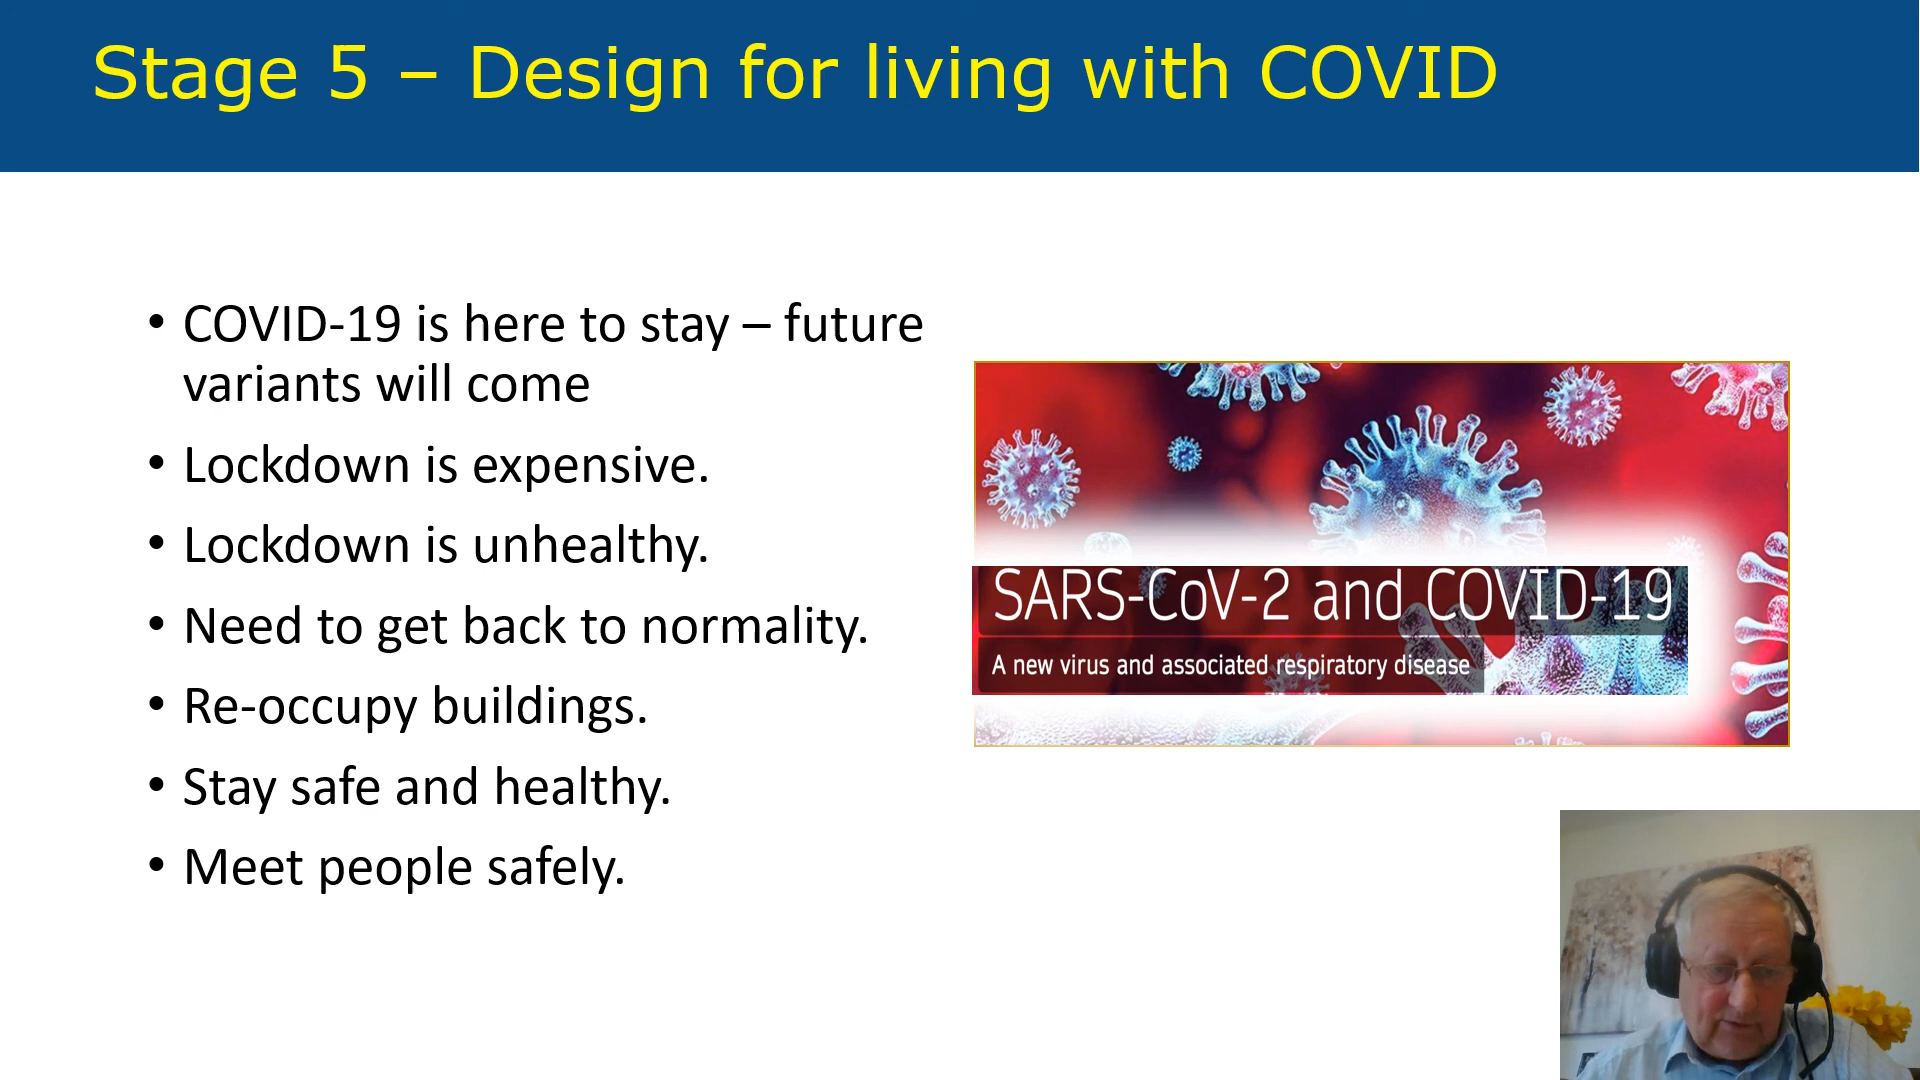 Stage 5 – Design for living with COVID
• COVID-19 is here to stay – future
variants will come
• Lockdown is expensive.
• Lockdown is unhealthy.
• Need to get back to normality.
• Re-occupy buildings.
• Stay safe and healthy.
• Meet people safely.
SARS-CoV-2 and COVID-19
A new virus and associated respiratory disease